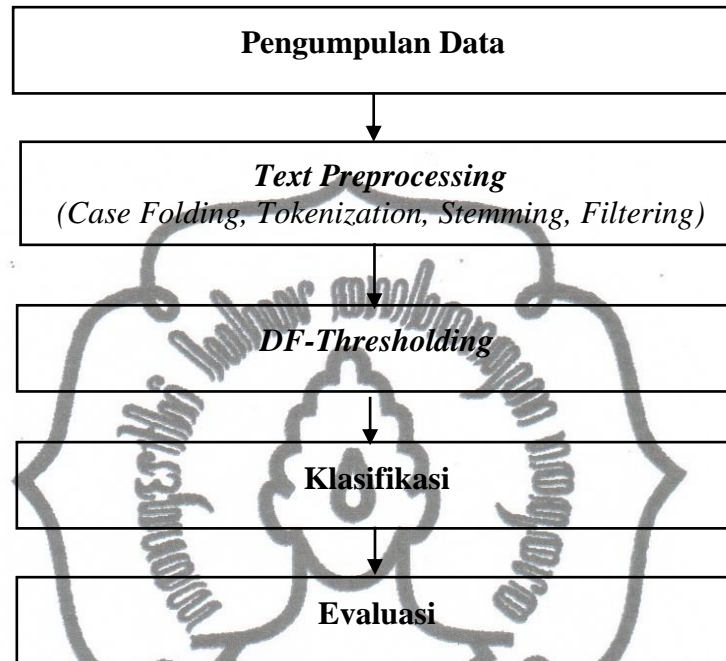 Pengumpulan Data
Text Preprocessing
(Case Folding, Tokenization, Stemming, Filtering)
DF-Thresholding
Klasifikasi
Evaluasi